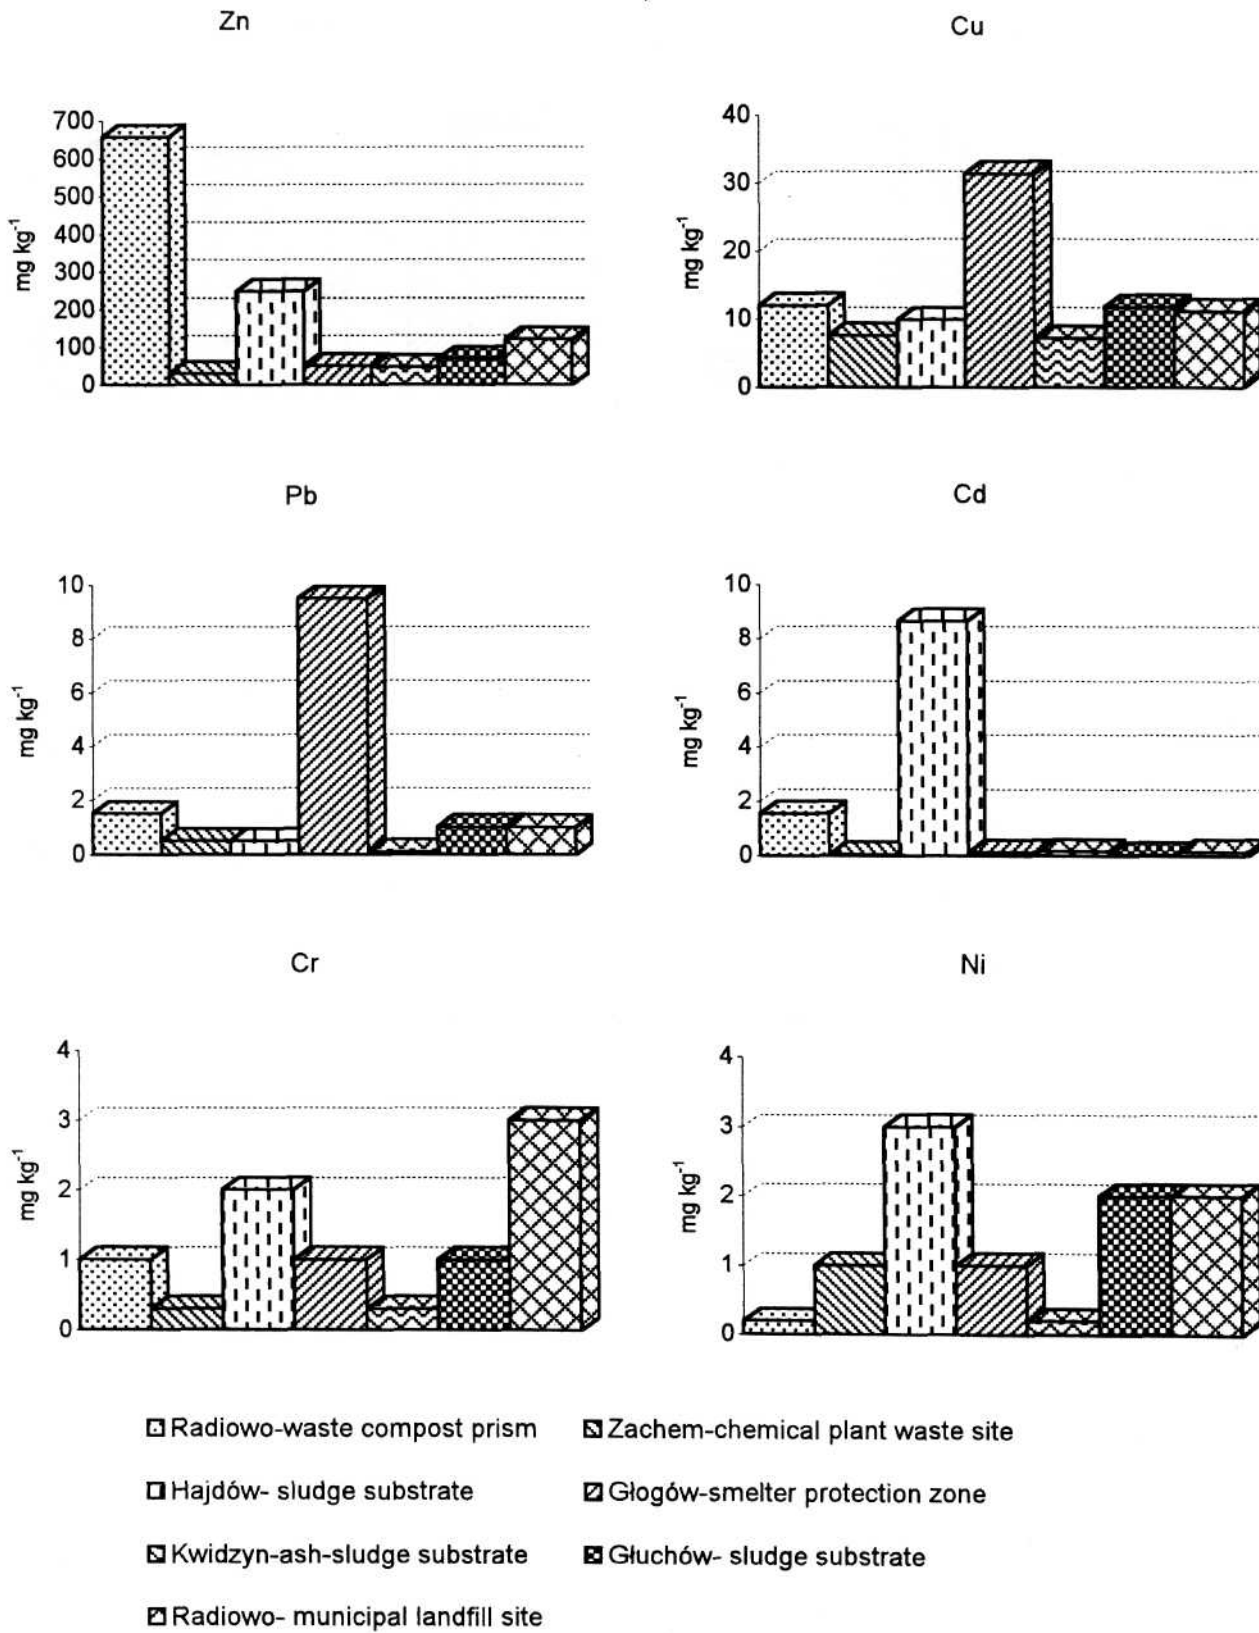 Zn
Cu
700
600
500
400
300
200
100
0
mg kg-1
40
30
20
10
0
mg kg-1
Pb
Cd
10
8
6
4
2
0
mg kg-1
10
8
6
4
2
0
mg kg-1
Cr
Ni
4
3
2
1
0
mg kg-1
4
3
2
1
0
mg kg-1
Radiowo-waste compost prism
Zachem-chemical plant waste site
Hajdów- sludge substrate
Głogów-smelter protection zone
Kwidzyn-ash-sludge substrate
Głuchów- sludge substrate
Radiowo- municipal landfill site